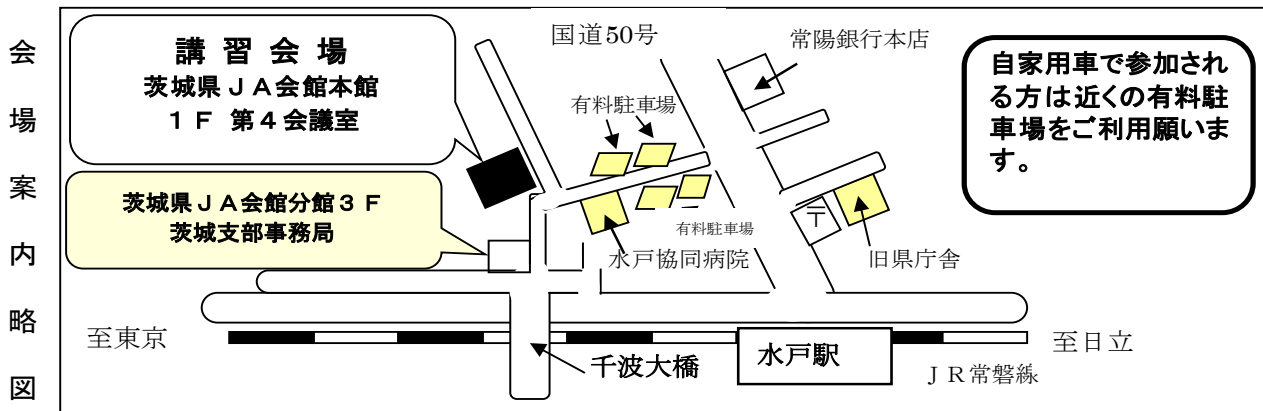 会場案内略図
講習会場
茨城県ＪＡ会館本館
１Ｆ 第４会議室
茨城県ＪＡ会館分館３Ｆ
茨城支部事務局
国道50号
常陽銀行本店
有料駐車場
自家用車で参加され
る方は近くの有料駐
車場をご利用願いま
す。
有料駐車場
〒
水戸協同病院
旧県庁舎
至東京
千波大橋
水戸駅
至日立
ＪＲ常磐線